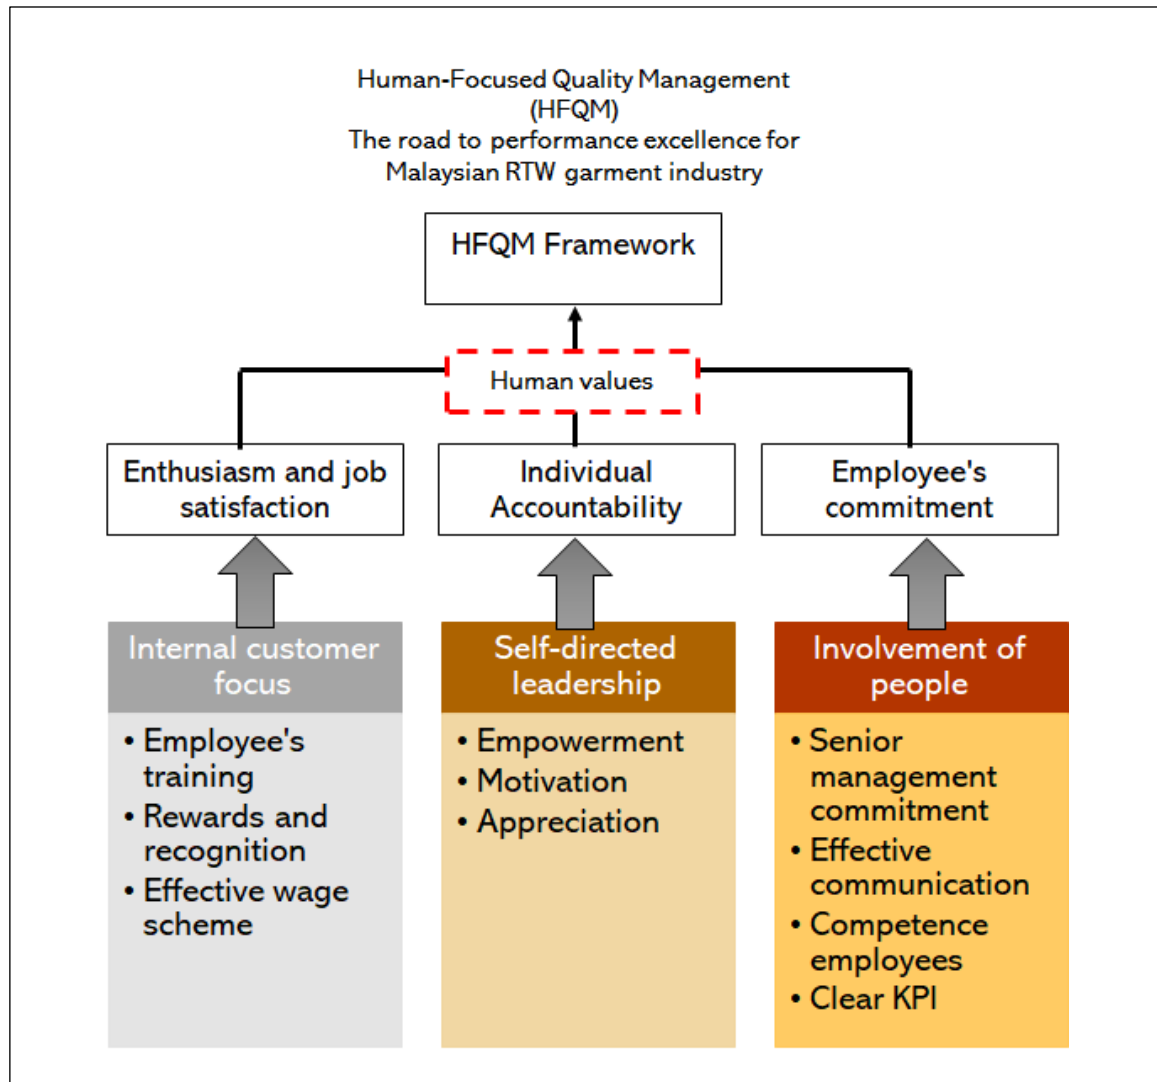 Human-Focused Quality Management
(HFQM)
The road to performance excellence for
Malaysian RTW garment industry
HFQM Framework
Human values
Enthusiasm and job
satisfaction
Individual
Accountability
Employee's
commitment
Internal customer
focus
• Employee's
training
• Rewards and
recognition
• Effective wage
scheme
Self-directed
leadership
• Empowerment
• Motivation
• Appreciation
Involvement of
people
• Senior
management
commitment
• Effective
communication
• Competence
employees
• Clear KPI